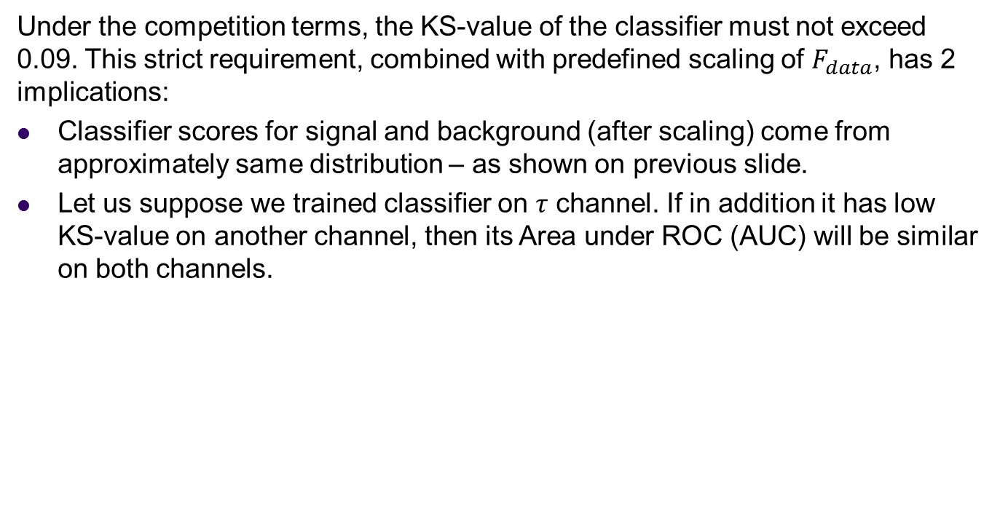 Under the competition terms, the KS-value of the classifier must not exceed
0.09. This strict requirement, combined with predefined scaling of F_data, has 2
implications:
● Classifier scores for signal and background (after scaling) come from
approximately same distribution – as shown on previous slide.
● Let us suppose we trained classifier on τ channel. If in addition it has low
KS-value on another channel, then its Area under ROC (AUC) will be similar
on both channels.